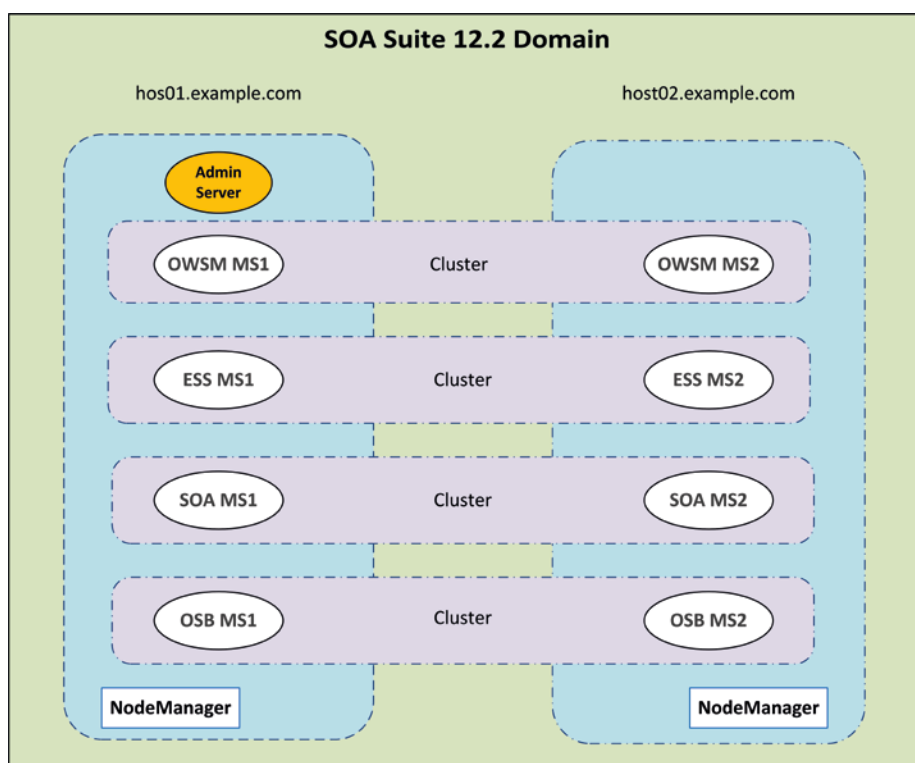 SOA Suite 12.2 Domain
hos01.example.com
host02.example.com
Admin
Server
OWSM MS1
Cluster
OWSM MS2
ESS MS1
Cluster
ESS MS2
SOA MS1
Cluster
SOA MS2
OSB MS1
Cluster
OSB MS2
NodeManager
NodeManager